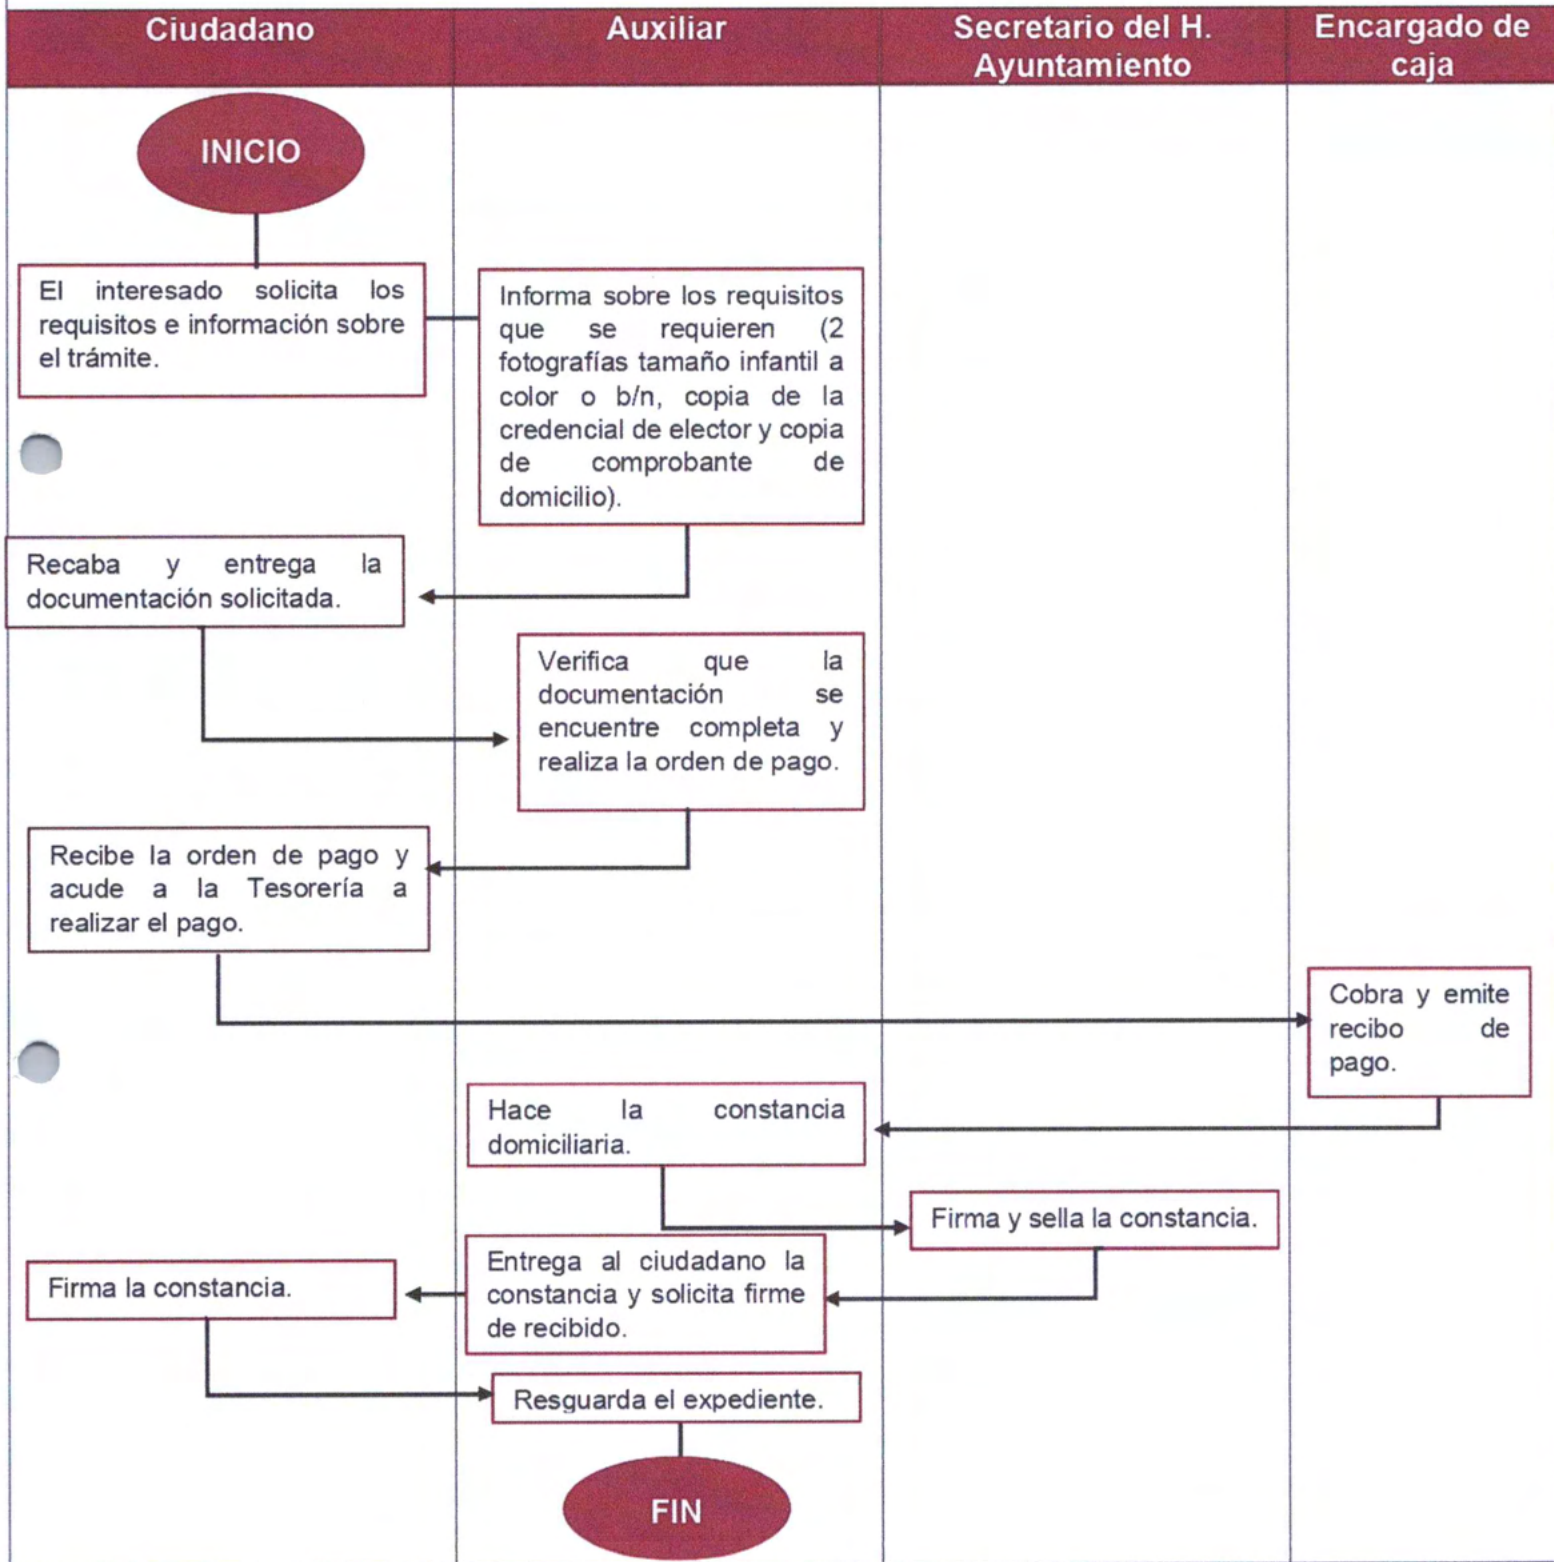 Ciudadano
Auxiliar
Secretario del H.
Ayuntamiento
Encargado de
caja
INICIO
El interesado solicita los
requisitos e información sobre
el trámite.
Informa sobre los requisitos
que se requieren (2
fotografías tamaño infantil a
color o b/n, copia de la
credencial de elector y copia
de comprobante de
domicilio).
Recaba y entrega la
documentación solicitada.
Verifica que la
documentación se
encuentre completa y
realiza la orden de pago.
Recibe la orden de pago y
acude a la Tesorería a
realizar el pago.
Cobra y emite
recibo de
pago.
Hace la constancia
domiciliaria.
Firma y sella la constancia.
Entrega al ciudadano la
constancia y solicita firme
de recibido.
Firma la constancia.
Resguarda el expediente.
FIN